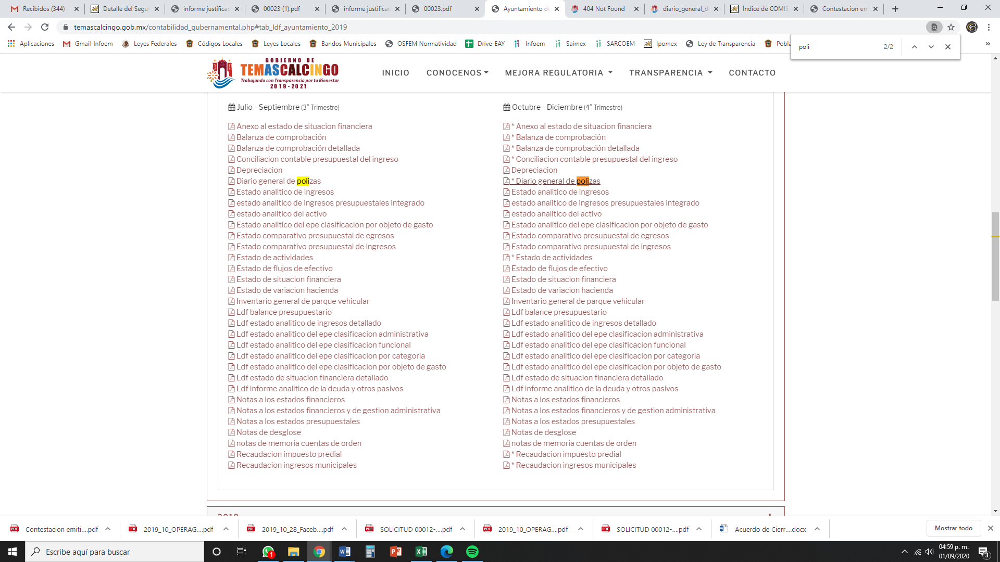 Recibidos (344) -
Detalle del Segui
informe justificac
00023 (1).pdf
informe justificac
00023.pdf
Ayuntamiento de
404 Not Found
diario_general_d
Índice de COMIS
Contestacion em
temascalcingo.gob.mx/contabilidad_gubernamental.php#tab_ldf_ayuntamiento_2019
Aplicaciones
Gmail-Infoem
Leyes Federales
Códigos Locales
Leyes Locales
Bandos Municipales
OSFEM Normatividad
Drive-EAY
Infoem
Saimex
SARCOEM
Ipomex
Ley de Transparencia
Pobla
poli 2/2
GOBIERNO DE
TEMASCALCINGO
Trabajando con Transparencia por tu Bienestar
2019-2021
INICIO CONOCENOS MEJORA REGULATORIA TRANSPARENCIA CONTACTO
Julio - Septiembre (3° Trimestre)
Anexo al estado de situacion financiera
Balanza de comprobación
Balanza de comprobación detallada
Conciliacion contable presupuestal del ingreso
Depreciacion
Diario general de polizas
Estado analitico de ingresos
estado analitico de ingresos presupuestales integrado
estado analitico del activo
Estado analitico del epe clasificacion por objeto de gasto
Estado comparativo presupuestal de egresos
Estado comparativo presupuestal de ingresos
Estado de actividades
Estado de flujos de efectivo
Estado de situacion financiera
Estado de variacion hacienda
Inventario general de parque vehicular
Ldf balance presupuestario
Ldf estado analitico de ingresos detallado
Ldf estado analitico del epe clasificacion administrativa
Ldf estado analitico del epe clasificacion funcional
Ldf estado analitico del epe clasificacion por categoria
Ldf estado analitico del epe clasificacion por objeto de gasto
Ldf estado de situacion financiera detallado
Ldf informe analitico de la deuda y otros pasivos
Notas a los estados financieros
Notas a los estados financieros y de gestion administrativa
Notas a los estados presupuestales
Notas de desglose
notas de memoria cuentas de orden
Recaudacion impuesto predial
Recaudacion ingresos municipales
Octubre - Diciembre (4° Trimestre)
* Anexo al estado de situacion financiera
* Balanza de comprobación
* Balanza de comprobación detallada
* Conciliacion contable presupuestal del ingreso
Depreciacion
* Diario general de polizas
Estado analitico de ingresos
estado analitico de ingresos presupuestales integrado
estado analitico del activo
Estado analitico del epe clasificacion por objeto de gasto
Estado comparativo presupuestal de egresos
Estado comparativo presupuestal de ingresos
* Estado de actividades
Estado de flujos de efectivo
Estado de situacion financiera
Estado de variacion hacienda
Inventario general de parque vehicular
Ldf balance presupuestario
Ldf estado analitico de ingresos detallado
Ldf estado analitico del epe clasificacion administrativa
Ldf estado analitico del epe clasificacion funcional
Ldf estado analitico del epe clasificacion por categoria
Ldf estado analitico del epe clasificacion por objeto de gasto
Ldf estado de situacion financiera detallado
Ldf informe analitico de la deuda y otros pasivos
Notas a los estados financieros
Notas a los estados financieros y de gestion administrativa
Notas a los estados presupuestales
Notas de desglose
notas de memoria cuentas de orden
* Recaudacion impuesto predial
* Recaudacion ingresos municipales
Contestacion emiti....pdf
2019_10_OPERAG....pdf
2019_10_28_Faceb....pdf
SOLICITUD 00012-....pdf
2019_10_OPERAG....pdf
SOLICITUD 00012-....pdf
Acuerdo de Cierr....docx
Mostrar todo
Escribe aquí para buscar
1
04:59 p. m.
01/09/2020
3